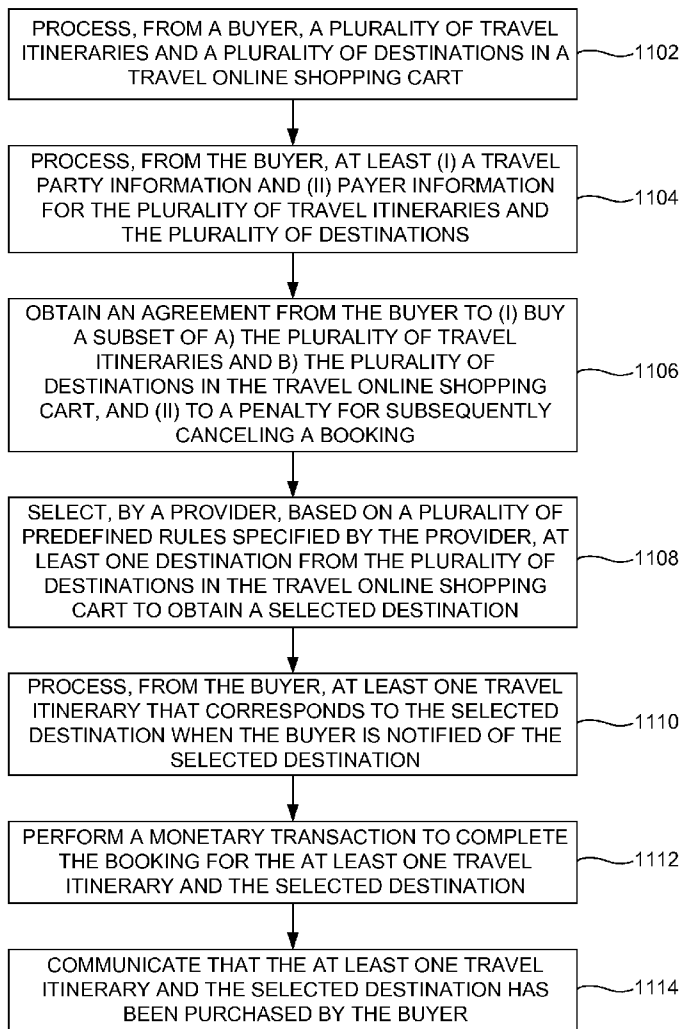 PROCESS, FROM A BUYER, A PLURALITY OF TRAVEL
ITINERARIES AND A PLURALITY OF DESTINATIONS IN A
TRAVEL ONLINE SHOPPING CART
1102
PROCESS, FROM THE BUYER, AT LEAST (I) A TRAVEL
PARTY INFORMATION AND (II) PAYER INFORMATION
FOR THE PLURALITY OF TRAVEL ITINERARIES AND
THE PLURALITY OF DESTINATIONS
1104
OBTAIN AN AGREEMENT FROM THE BUYER TO (I) BUY
A SUBSET OF A) THE PLURALITY OF TRAVEL
ITINERARIES AND B) THE PLURALITY OF
DESTINATIONS IN THE TRAVEL ONLINE SHOPPING
CART, AND (II) TO A PENALTY FOR SUBSEQUENTLY
CANCELING A BOOKING
1106
SELECT, BY A PROVIDER, BASED ON A PLURALITY OF
PREDEFINED RULES SPECIFIED BY THE PROVIDER, AT
LEAST ONE DESTINATION FROM THE PLURALITY OF
DESTINATIONS IN THE TRAVEL ONLINE SHOPPING
CART TO OBTAIN A SELECTED DESTINATION
1108
PROCESS, FROM THE BUYER, AT LEAST ONE TRAVEL
ITINERARY THAT CORRESPONDS TO THE SELECTED
DESTINATION WHEN THE BUYER IS NOTIFIED OF THE
SELECTED DESTINATION
1110
PERFORM A MONETARY TRANSACTION TO COMPLETE
THE BOOKING FOR THE AT LEAST ONE TRAVEL
ITINERARY AND THE SELECTED DESTINATION
1112
COMMUNICATE THAT THE AT LEAST ONE TRAVEL
ITINERARY AND THE SELECTED DESTINATION HAS
BEEN PURCHASED BY THE BUYER
1114